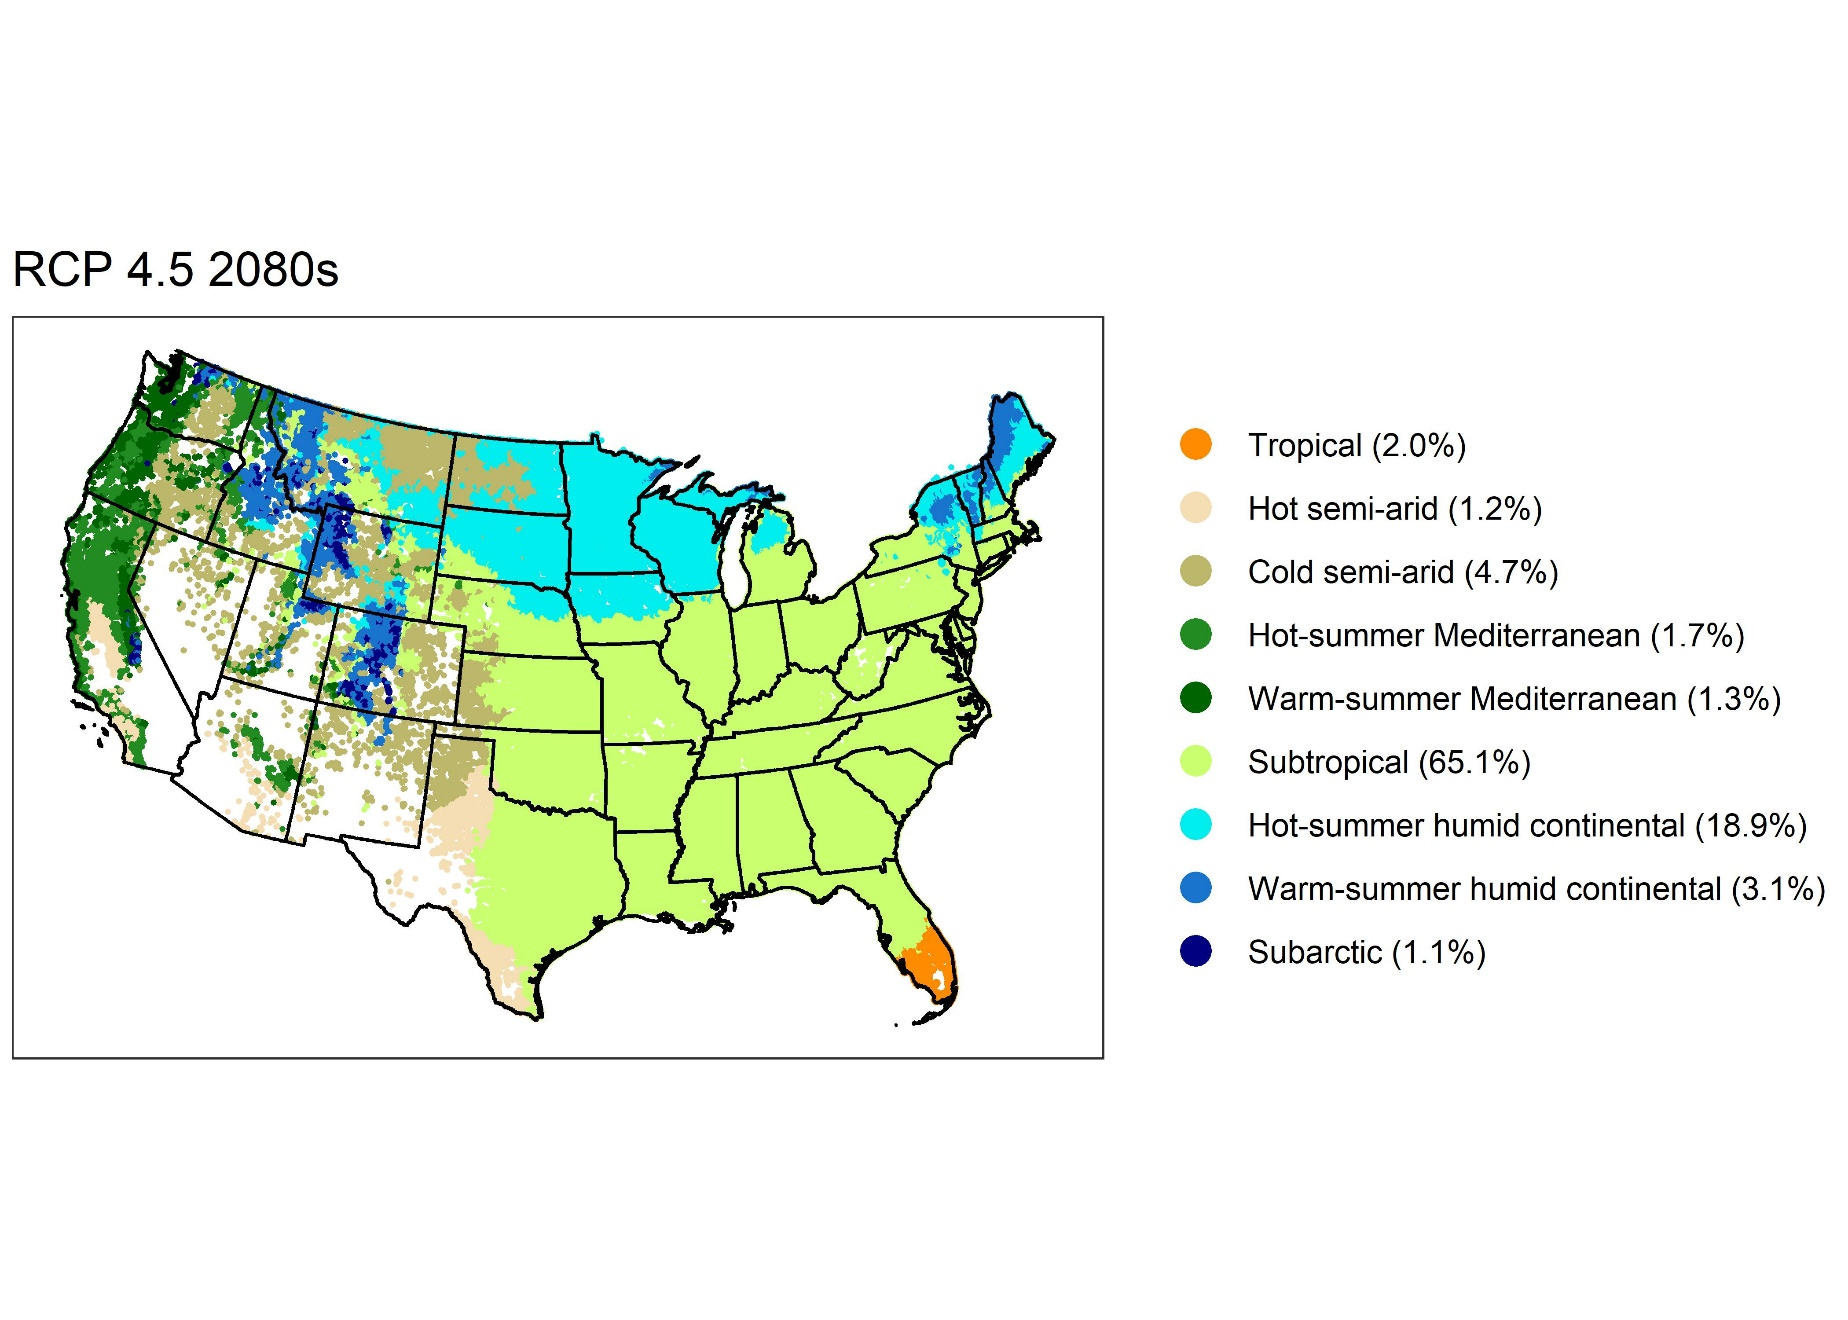 RCP 4.5 2080s
Tropical (2.0%)
Hot semi-arid (1.2%)
Cold semi-arid (4.7%)
Hot-summer Mediterranean (1.7%)
Warm-summer Mediterranean (1.3%)
Subtropical (65.1%)
Hot-summer humid continental (18.9%)
Warm-summer humid continental (3.1%)
Subarctic (1.1%)